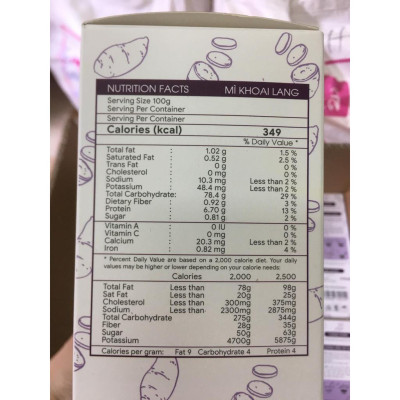 NUTRITION FACTS MÌ KHOAI LANG
Serving Size 100g
Serving Per Container
Serving Per Container
Calories (kcal) 349
% Daily Value *
Total fat : 1.02 g 1.5 %
Saturated Fat : 0.52 g 2.5 %
Trans Fat : 0 g 0 %
Cholesterol : 0 mg 0 %
Sodium : 10.3 mg Less than 2 %
Potassium : 48.4 mg Less than 2 %
Total Carbohydrate: 78.4 g 29 %
Dietary Fiber : 0.92 g 3 %
Protein : 6.70 g 13 %
Sugar : 0.81 g 2 %
Vitamin A : 0 IU 0 %
Vitamin C : 0 mg 0 %
Calcium : 20.3 mg Less than 2 %
Iron : 0.82 mg 4 %
* Percent Daily Value are based on a 2,000 calorie diet. Your daily
values may be higher or lower depending on your calorie needs:
Calories 2,000 2,500
Total Fat Less than 78g 98g
Sat Fat Less than 20g 25g
Cholesterol Less than 300mg 375mg
Sodium Less than 2300mg 2875mg
Total Carbohydrate 275g 344g
Fiber 28g 35g
Sugar 50g 63g
Potassium 4700g 5875g
Calories per gram: Fat 9 Carbohydrate 4 Protein 4